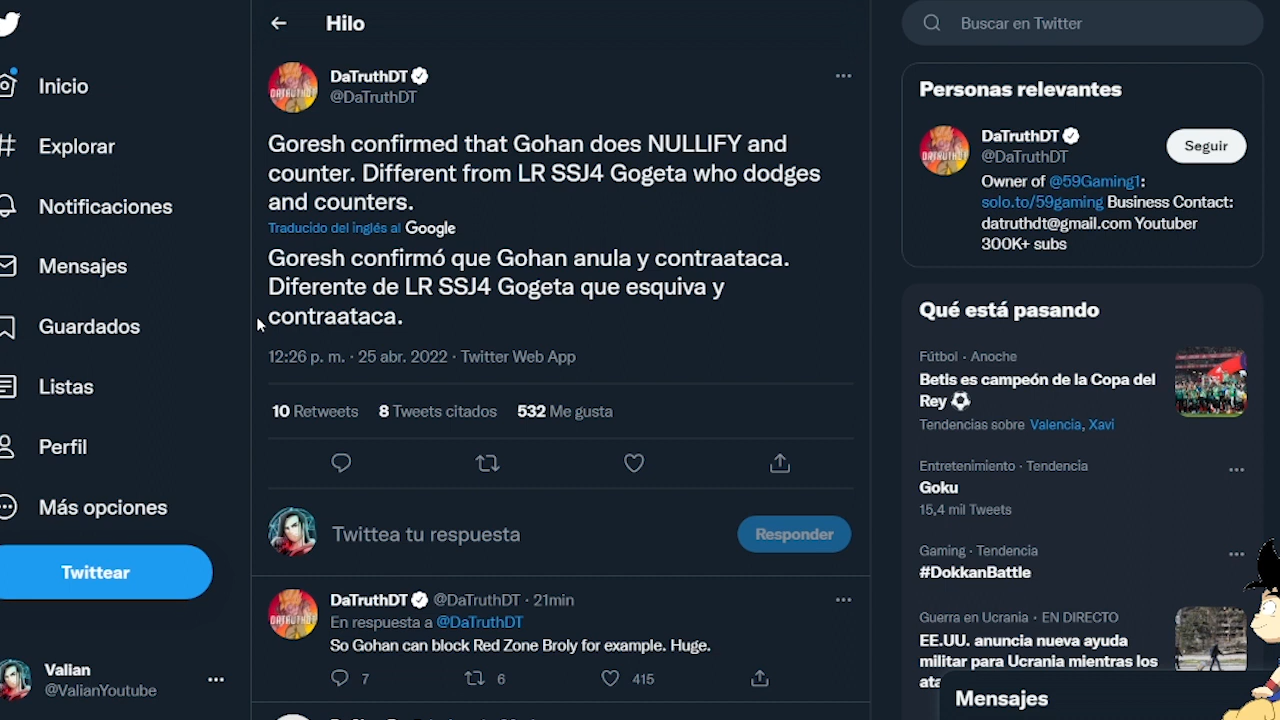 Hilo
Buscar en Twitter
Inicio
Explorar
Notificaciones
Mensajes
Guardados
Listas
Perfil
Más opciones
Twittear
Valian
@ValianYoutube
DaTruthDT
@DaTruthDT
Goresh confirmed that Gohan does NULLIFY and
counter. Different from LR SSJ4 Gogeta who dodges
and counters.
Traducido del inglés al Google
Goresh confirmó que Gohan anula y contraataca.
Diferente de LR SSJ4 Gogeta que esquiva y
contraataca.
12:26 p. m. · 25 abr. 2022 · Twitter Web App
10 Retweets 8 Tweets citados 532 Me gusta
Twittea tu respuesta
Responder
DaTruthDT @DaTruthDT · 21min
En respuesta a @DaTruthDT
So Gohan can block Red Zone Broly for example. Huge.
7 6 415
Personas relevantes
DaTruthDT
@DaTruthDT
Seguir
Owner of @59Gaming1:
solo.to/59gaming Business Contact:
datruthdt@gmail.com Youtuber
300K+ subs
Qué está pasando
Fútbol · Anoche
Betis es campeón de la Copa del
Rey
Tendencias sobre Valencia, Xavi
Entretenimiento · Tendencia
Goku
15,4 mil Tweets
Gaming · Tendencia
#DokkanBattle
Guerra en Ucrania · EN DIRECTO
EE.UU. anuncia nueva ayuda
militar para Ucrania mientras los
Mensajes